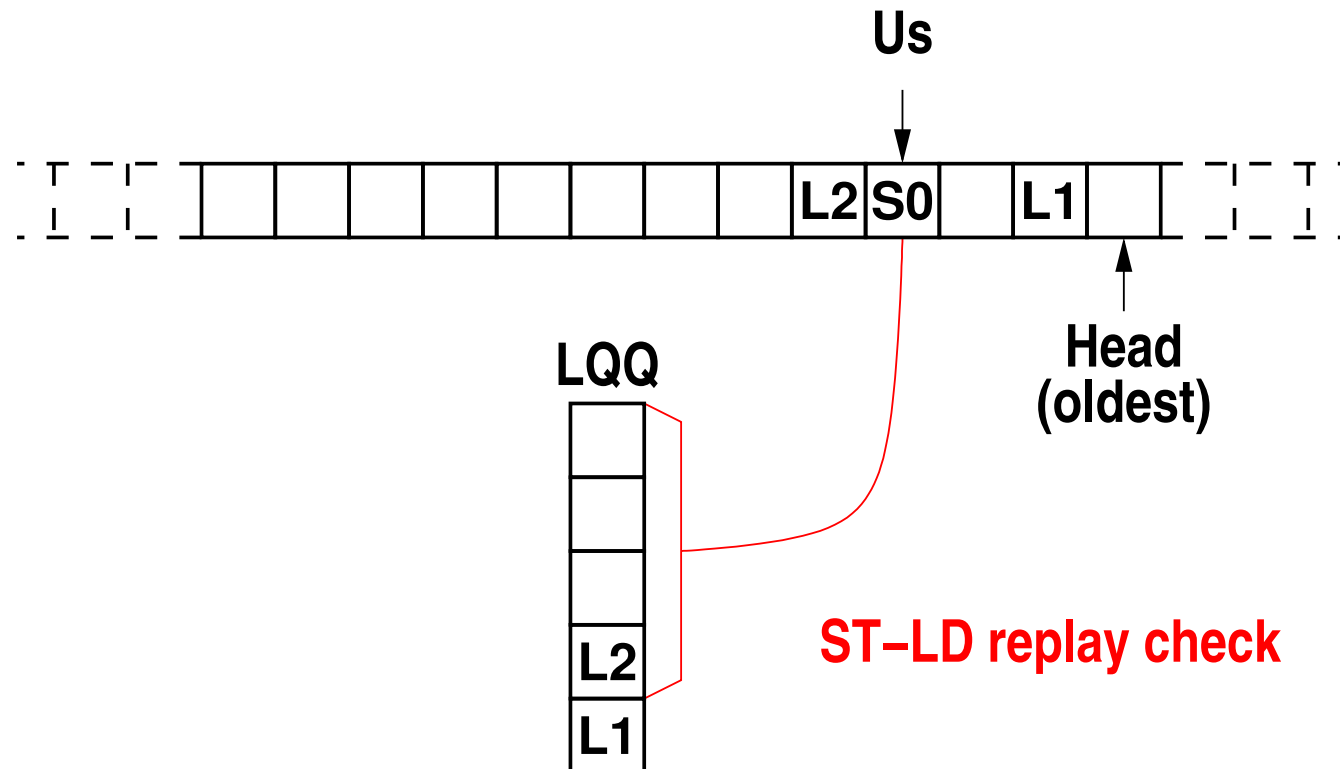 Us
L2 S0 L1
Head
(oldest)
LQQ
L2
ST–LD replay check
L1